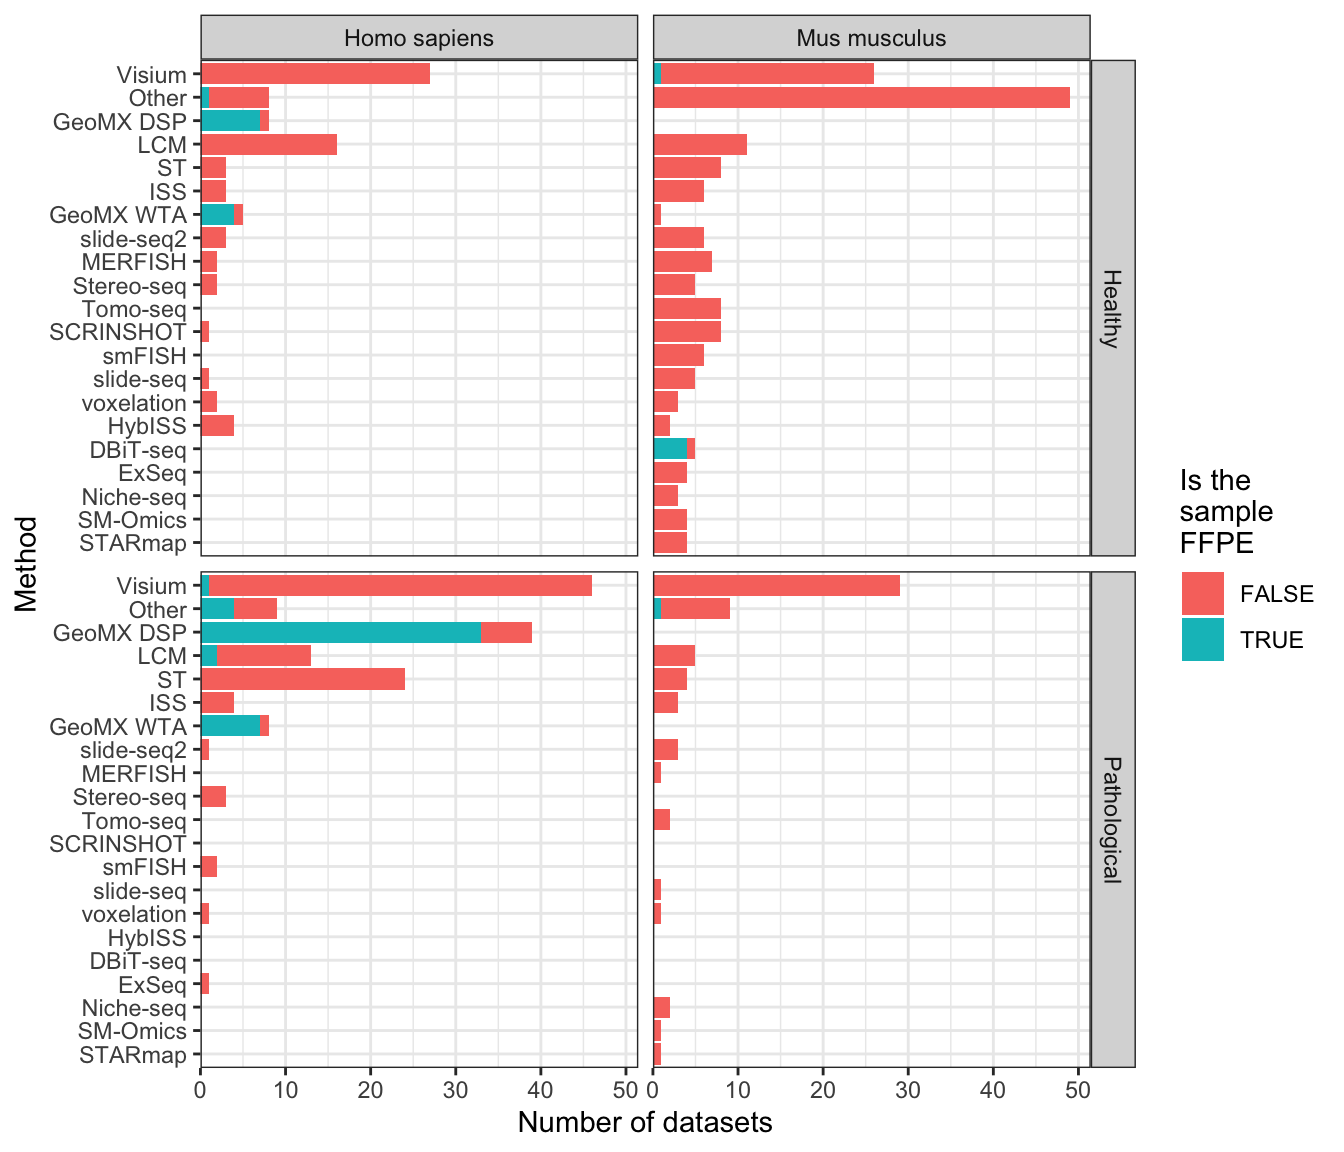 Homo sapiens
Mus musculus
Visium
Other
GeoMX DSP
LCM
ST
ISS
GeoMX WTA
slide-seq2
MERFISH
Stereo-seq
Tomo-seq
SCRINSHOT
smFISH
slide-seq
voxelation
HybISS
DBiT-seq
ExSeq
Niche-seq
SM-Omics
STARmap
Healthy
Visium
Other
GeoMX DSP
LCM
ST
ISS
GeoMX WTA
slide-seq2
MERFISH
Stereo-seq
Tomo-seq
SCRINSHOT
smFISH
slide-seq
voxelation
HybISS
DBiT-seq
ExSeq
Niche-seq
SM-Omics
STARmap
Pathological
Method
0 10 20 30 40 50
0 10 20 30 40 50
Number of datasets
Is the
sample
FFPE
FALSE
TRUE